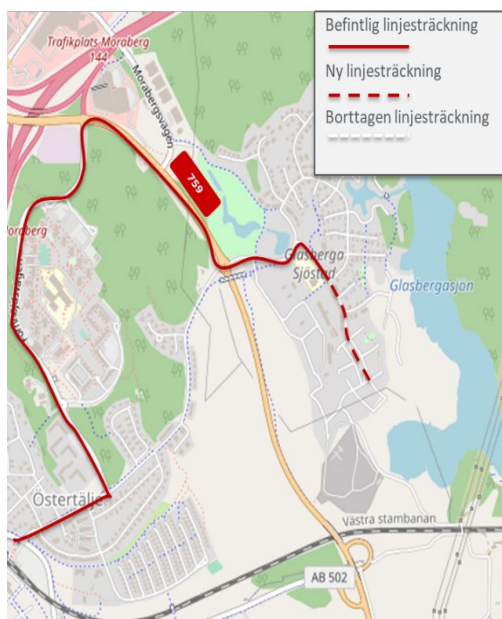 Befintlig linjesträckning
Ny linjesträckning
Borttagen linjesträckning
Trafikplats Moraberg
144
Morabergsvägen
759
Moraberg
Glasberga
Sjöstad
Glasbergasjön
Östertälje
Västra stambanan
AB 502